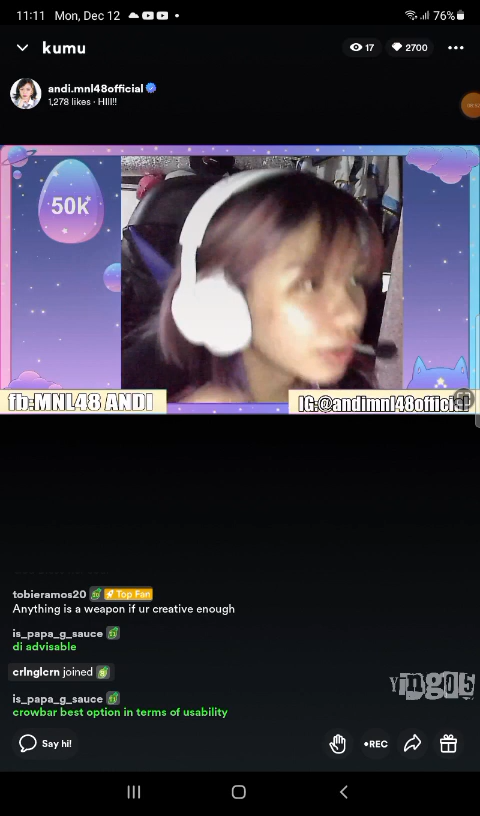 11:11 Mon, Dec 12 76%
kumu 17 2700
andi.mnl48official
1,278 likes · HIII!!
50k
fb:MNL48 ANDI IG:@andimnl48official
tobieramos20 Top Fan
Anything is a weapon if ur creative enough
is_papa_g_sauce
di advisable
crlnglcrn joined
is_papa_g_sauce
crowbar best option in terms of usability
Yingo5
Say hi! •REC